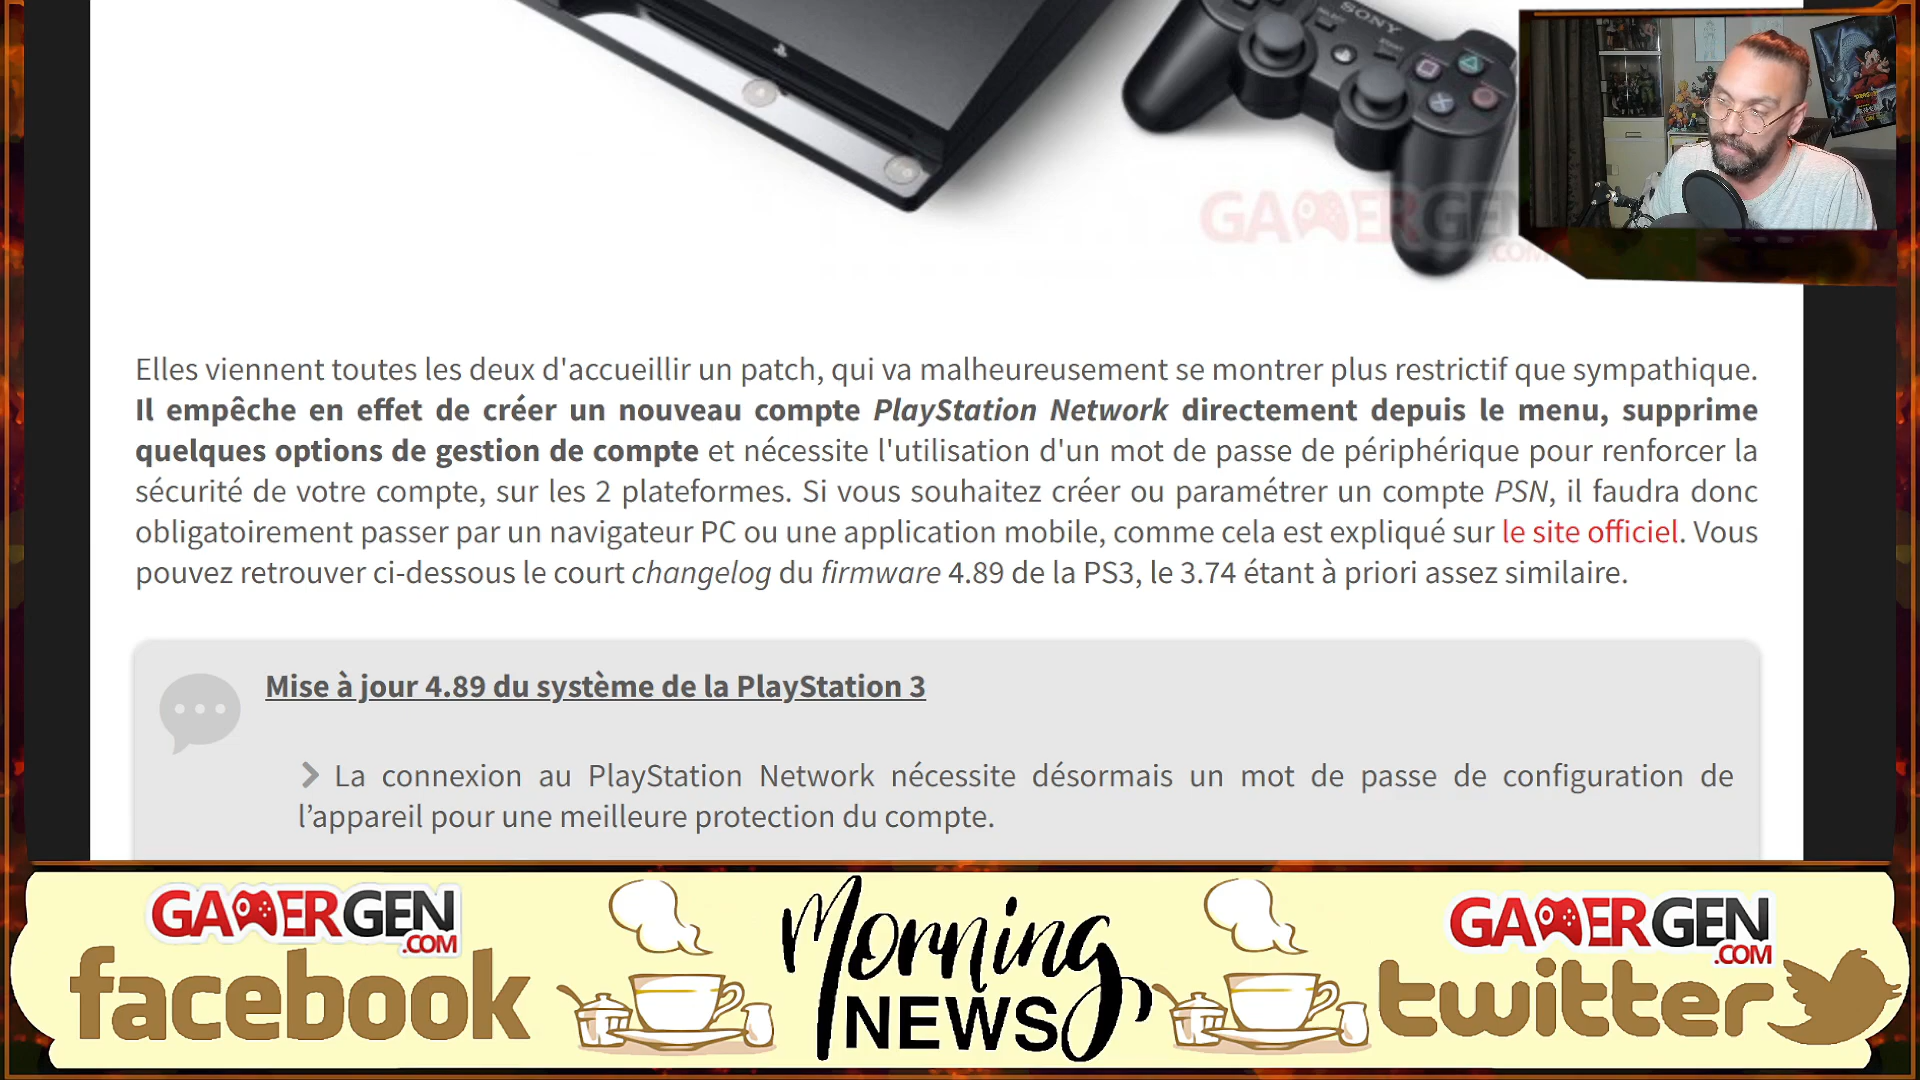 SONY
GAMERGEN
.COM
Elles viennent toutes les deux d'accueillir un patch, qui va malheureusement se montrer plus restrictif que sympathique.
Il empêche en effet de créer un nouveau compte PlayStation Network directement depuis le menu, supprime
quelques options de gestion de compte et nécessite l'utilisation d'un mot de passe de périphérique pour renforcer la
sécurité de votre compte, sur les 2 plateformes. Si vous souhaitez créer ou paramétrer un compte PSN, il faudra donc
obligatoirement passer par un navigateur PC ou une application mobile, comme cela est expliqué sur le site officiel. Vous
pouvez retrouver ci-dessous le court changelog du firmware 4.89 de la PS3, le 3.74 étant à priori assez similaire.
Mise à jour 4.89 du système de la PlayStation 3
La connexion au PlayStation Network nécessite désormais un mot de passe de configuration de
l’appareil pour une meilleure protection du compte.
GAMERGEN
.COM
facebook
Morning
NEWS
GAMERGEN
.COM
twitter